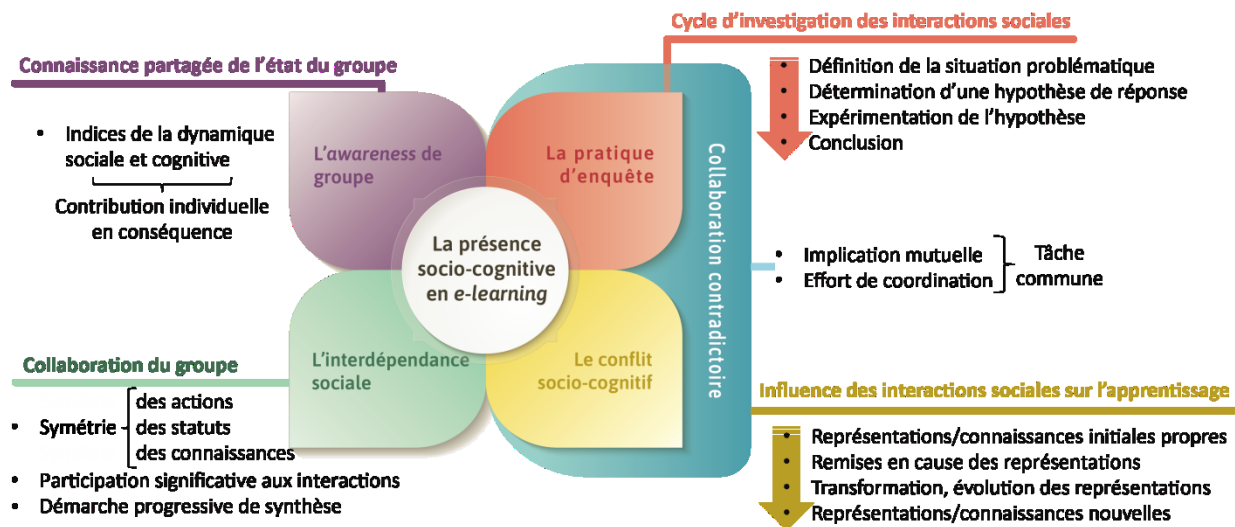 Cycle d'investigation des interactions sociales
Connaissance partagée de l'état du groupe
• Définition de la situation problématique
• Détermination d'une hypothèse de réponse
• Expérimentation de l'hypothèse
• Conclusion
• Indices de la dynamique
sociale et cognitive
Contribution individuelle
en conséquence
L'awareness de
groupe
La pratique
d'enquête
Collaboration contradictoire
La présence
socio-cognitive
en e-learning
• Implication mutuelle
• Effort de coordination
Tâche
commune
L'interdépendance
sociale
Le conflit
socio-cognitif
Collaboration du groupe
• Symétrie
des actions
des statuts
des connaissances
• Participation significative aux interactions
• Démarche progressive de synthèse
Influence des interactions sociales sur l'apprentissage
• Représentations/connaissances initiales propres
• Remises en cause des représentations
• Transformation, évolution des représentations
• Représentations/connaissances nouvelles